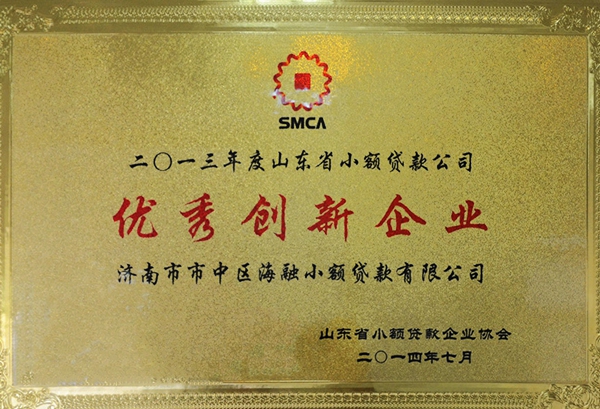 SMCA
二〇一三年度山东省小额贷款公司
优秀创新企业
济南市市中区海融小额贷款有限公司
山东省小额贷款企业协会
二〇一四年七月